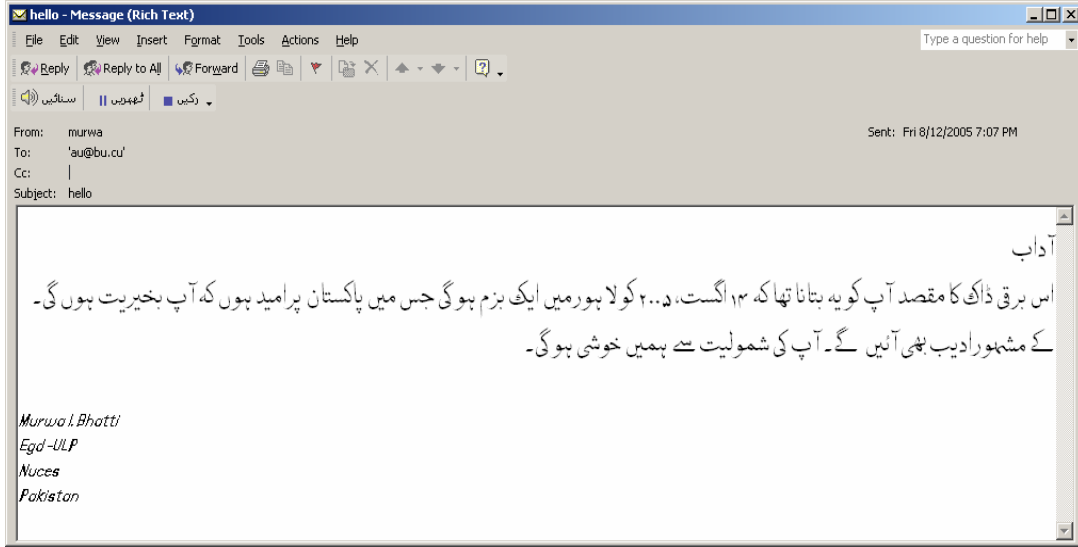 hello - Message (Rich Text)
File Edit View Insert Format Tools Actions Help
Type a question for help
Reply Reply to All Forward
سنائیں ٹھہریں رکیں
From: murwa
Sent: Fri 8/12/2005 7:07 PM
To: 'au@bu.cu'
Cc:
Subject: hello
آداب
اس برقی ڈاک کا مقصد آپ کو یہ بتانا تھا کہ ۱۴ اگست، ۲۰۰۵ کو لاہور میں ایک بزم ہو گی جس میں پاکستان پر امید ہوں کہ آپ بخیریت ہوں گی۔
کے مشہور ادیب بھی آئیں گے۔ آپ کی شمولیت سے ہمیں خوشی ہو گی۔
Murwa I. Bhatti
Egd-ULP
Nuces
Pakistan